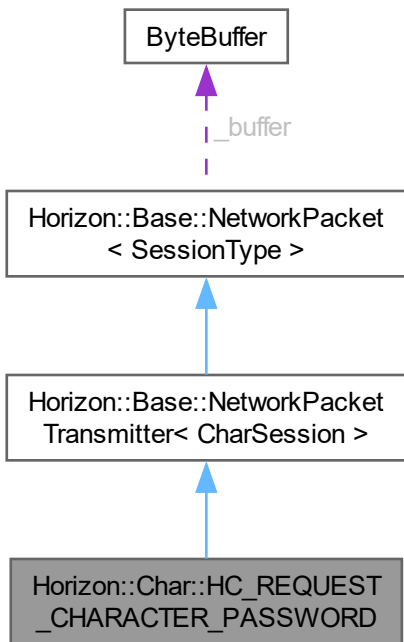 ByteBuffer
_buffer
Horizon::Base::NetworkPacket
< SessionType >
Horizon::Base::NetworkPacket
Transmitter< CharSession >
Horizon::Char::HC_REQUEST
_CHARACTER_PASSWORD